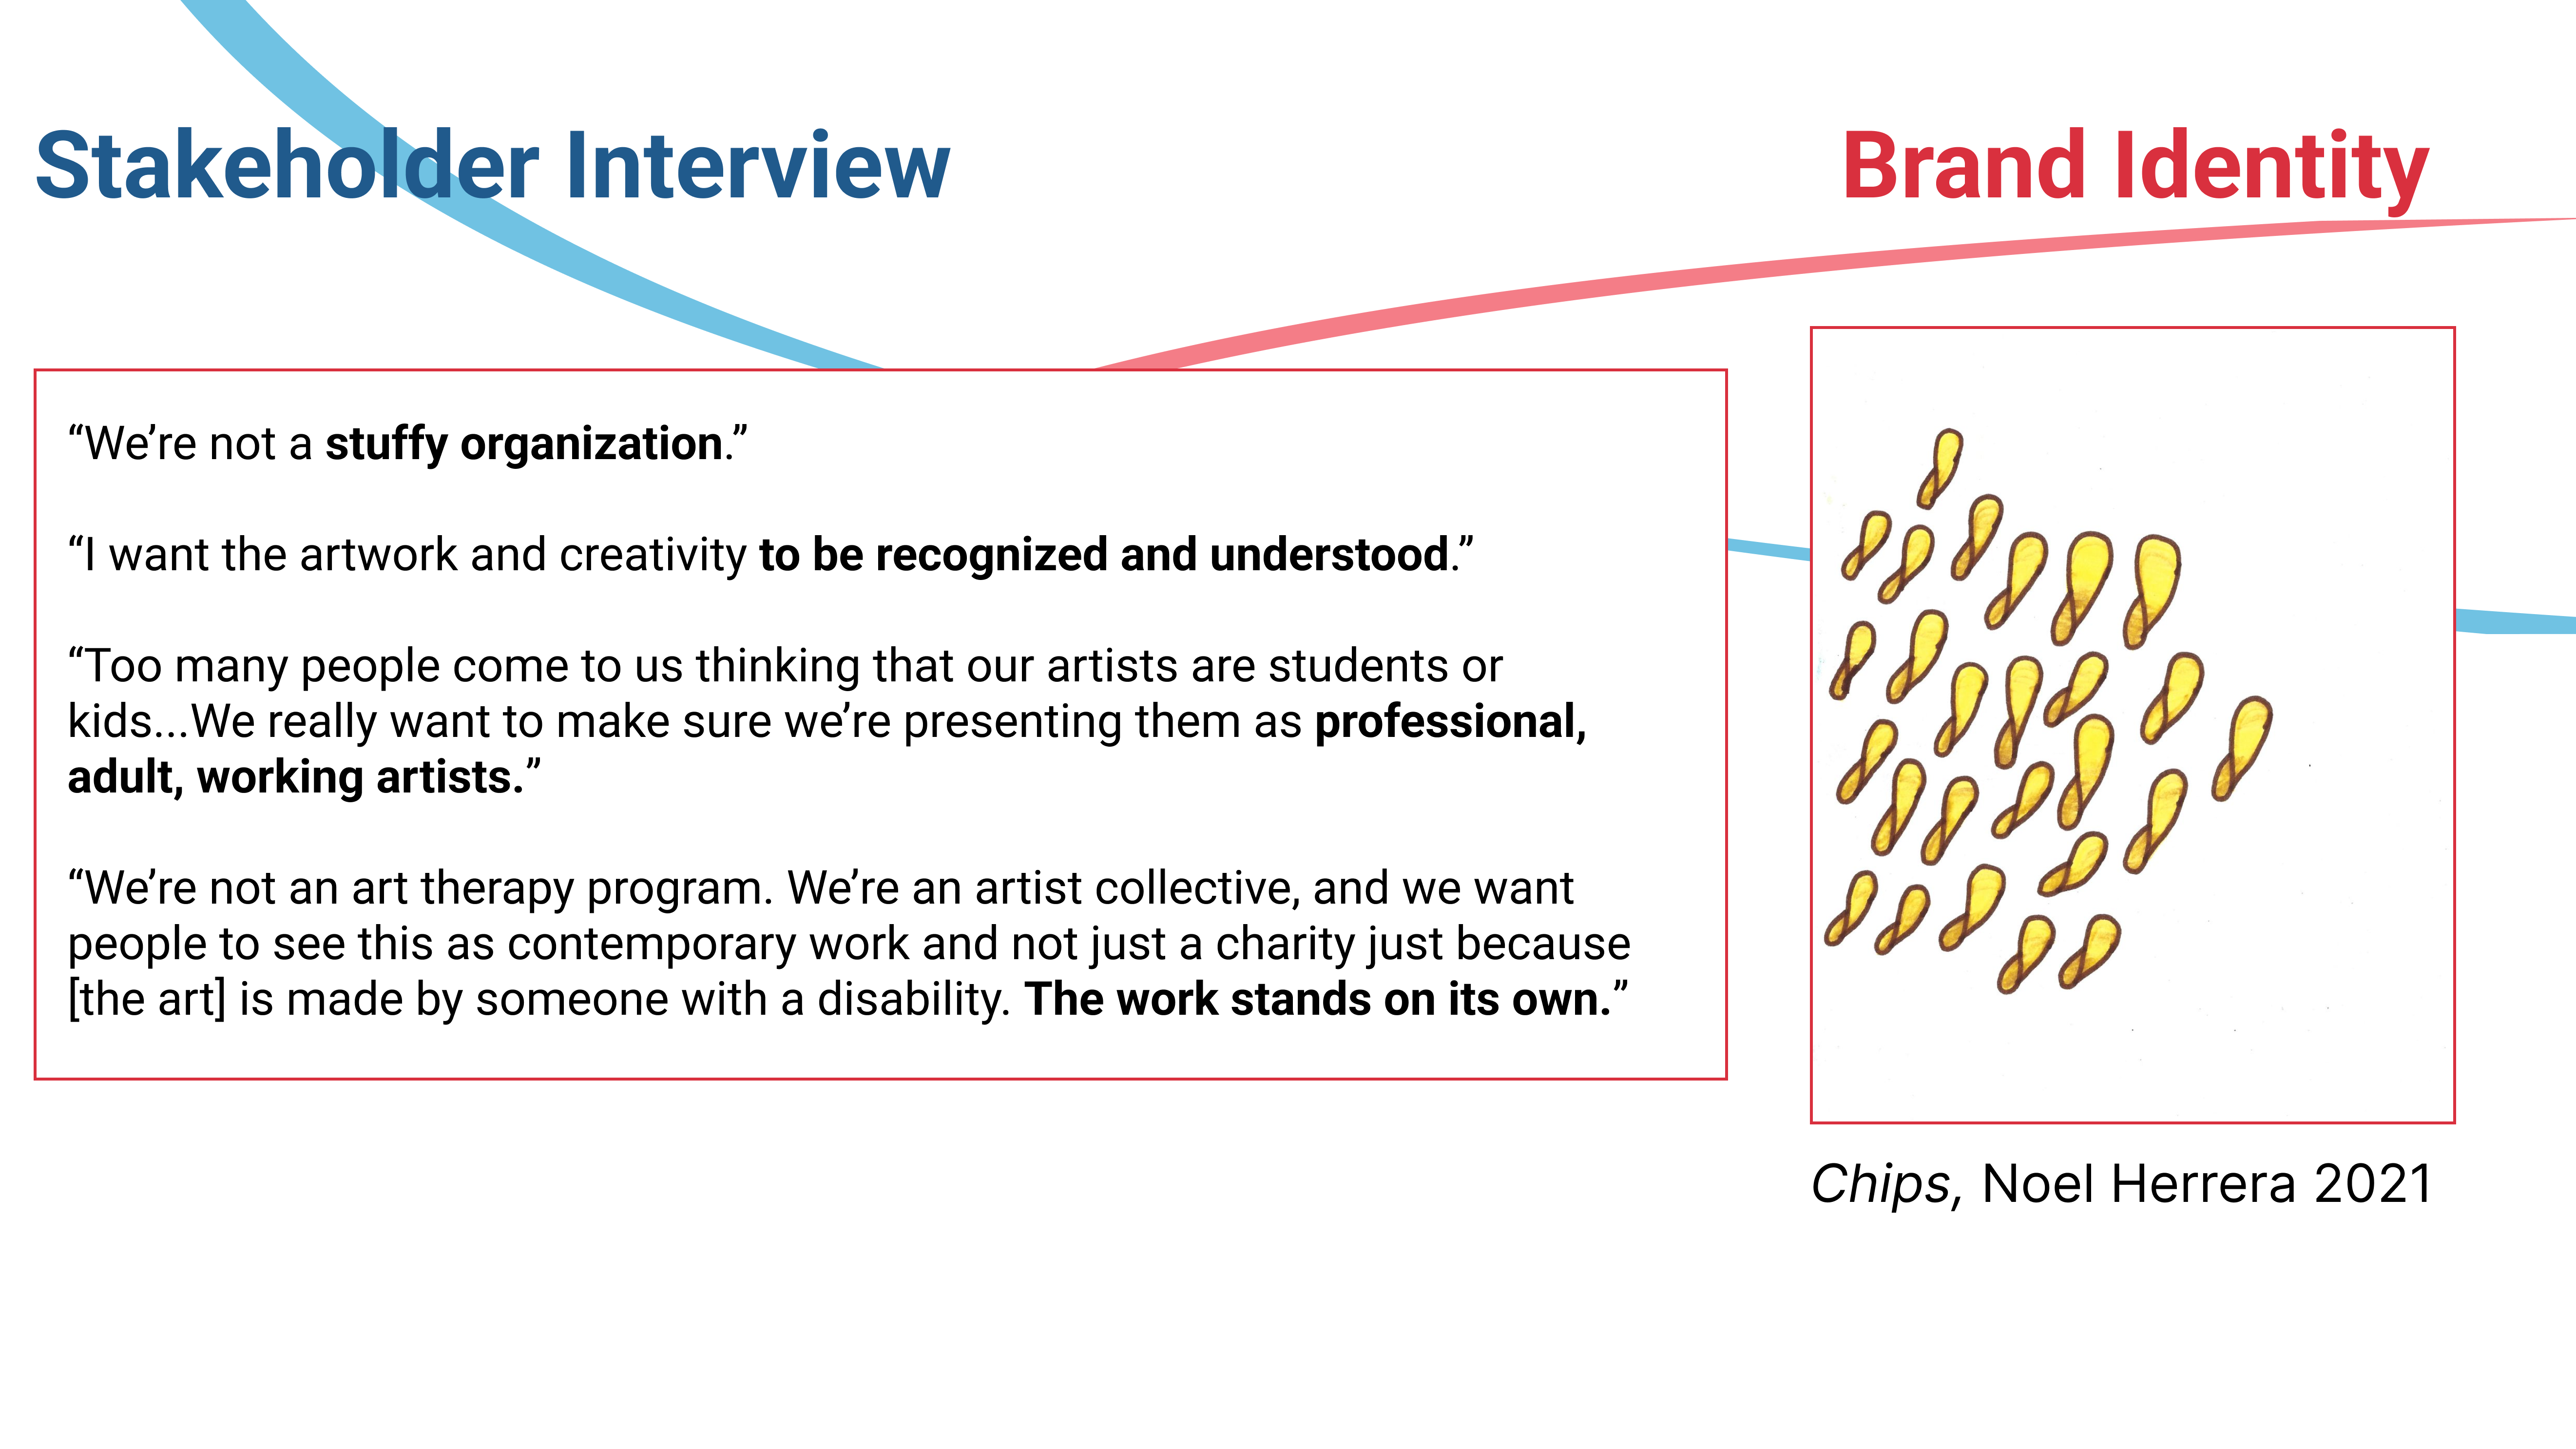 Stakeholder Interview
Brand Identity
“We’re not a stuffy organization.”
“I want the artwork and creativity to be recognized and understood.”
“Too many people come to us thinking that our artists are students or
kids...We really want to make sure we’re presenting them as professional,
adult, working artists.”
“We’re not an art therapy program. We’re an artist collective, and we want
people to see this as contemporary work and not just a charity just because
[the art] is made by someone with a disability. The work stands on its own.”
Chips, Noel Herrera 2021